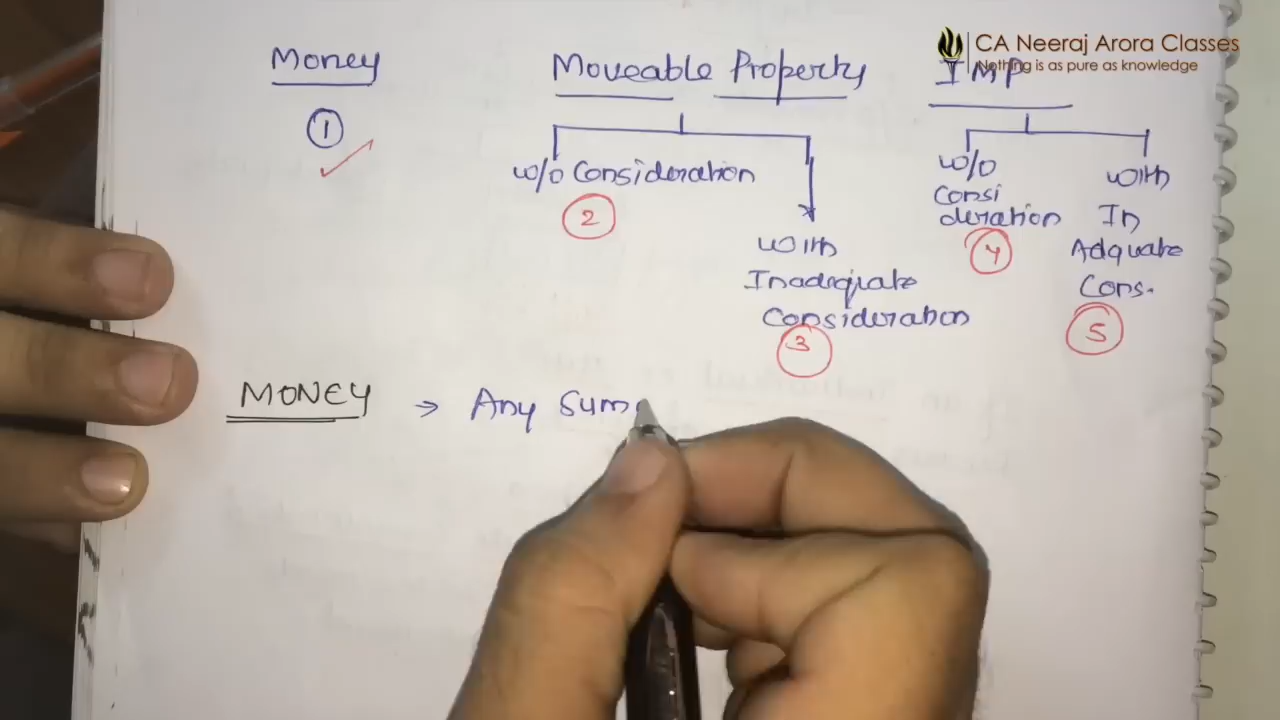 CA Neeraj Arora Classes
Nothing is as pure as knowledge
Money
1
Moveable Property
w/o Consideration
2
with
Inadequate
Consideration
3
IMP
w/o
Consi
deration
4
with
In
Adquate
Cons.
5
MONEY → Any sum